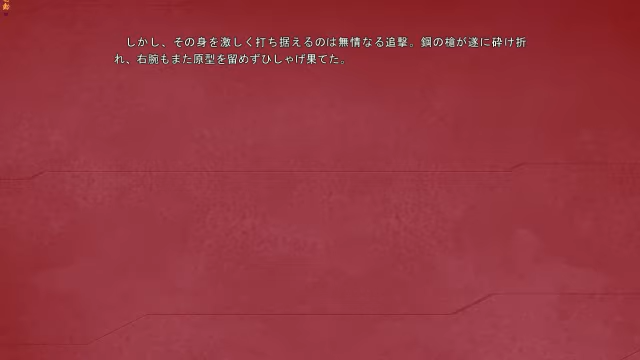 しかし、その身を激しく打ち据えるのは無情なる追撃。鋼の槍が遂に砕け折
れ、右腕もまた原型を留めずひしゃげ果てた。